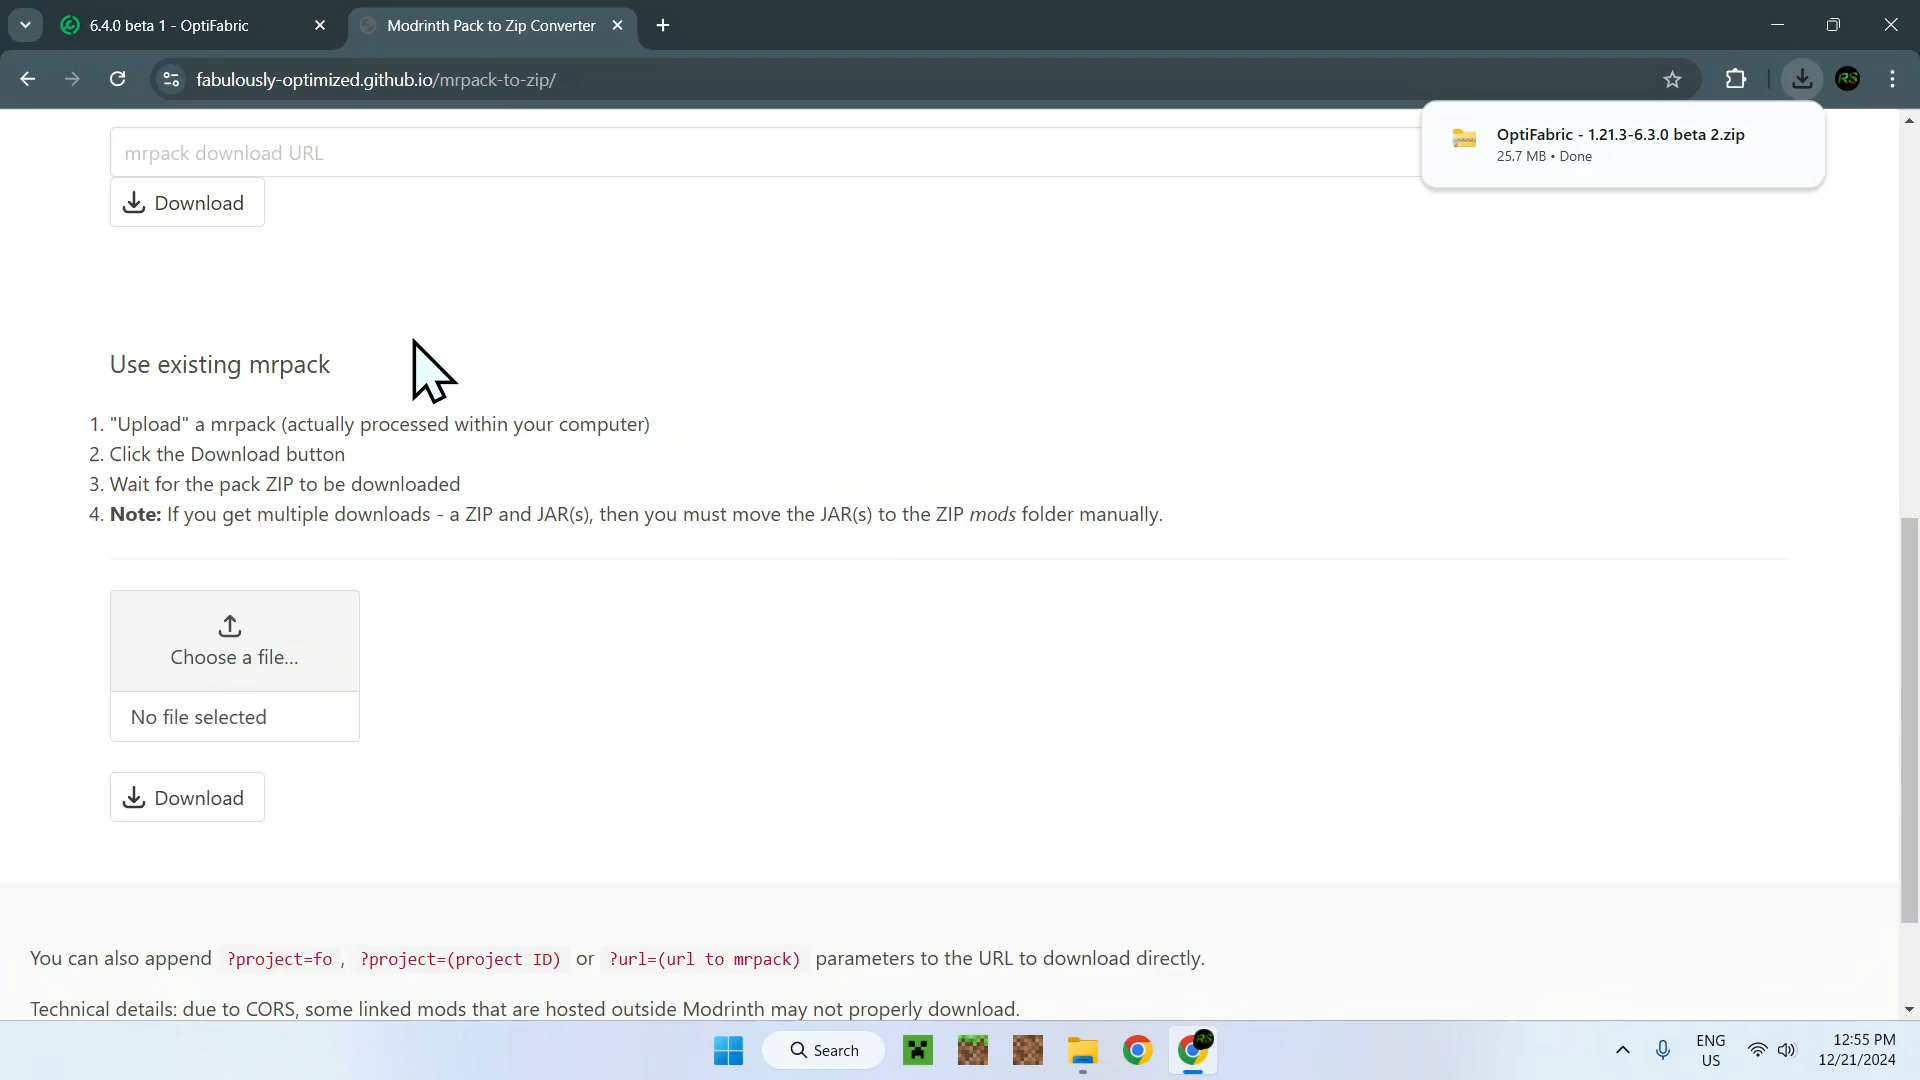 6.4.0 beta 1 - OptiFabric
Modrinth Pack to Zip Converter
fabulously-optimized.github.io/mrpack-to-zip/
RS
OptiFabric - 1.21.3-6.3.0 beta 2.zip
25.7 MB • Done
mrpack download URL
Download
Use existing mrpack
1. "Upload" a mrpack (actually processed within your computer)
2. Click the Download button
3. Wait for the pack ZIP to be downloaded
4. Note: If you get multiple downloads - a ZIP and JAR(s), then you must move the JAR(s) to the ZIP mods folder manually.
Choose a file...
No file selected
Download
You can also append ?project=fo , ?project=(project ID) or ?url=(url to mrpack) parameters to the URL to download directly.
Technical details: due to CORS, some linked mods that are hosted outside Modrinth may not properly download.
Search
RS
ENG
US
12:55 PM
12/21/2024